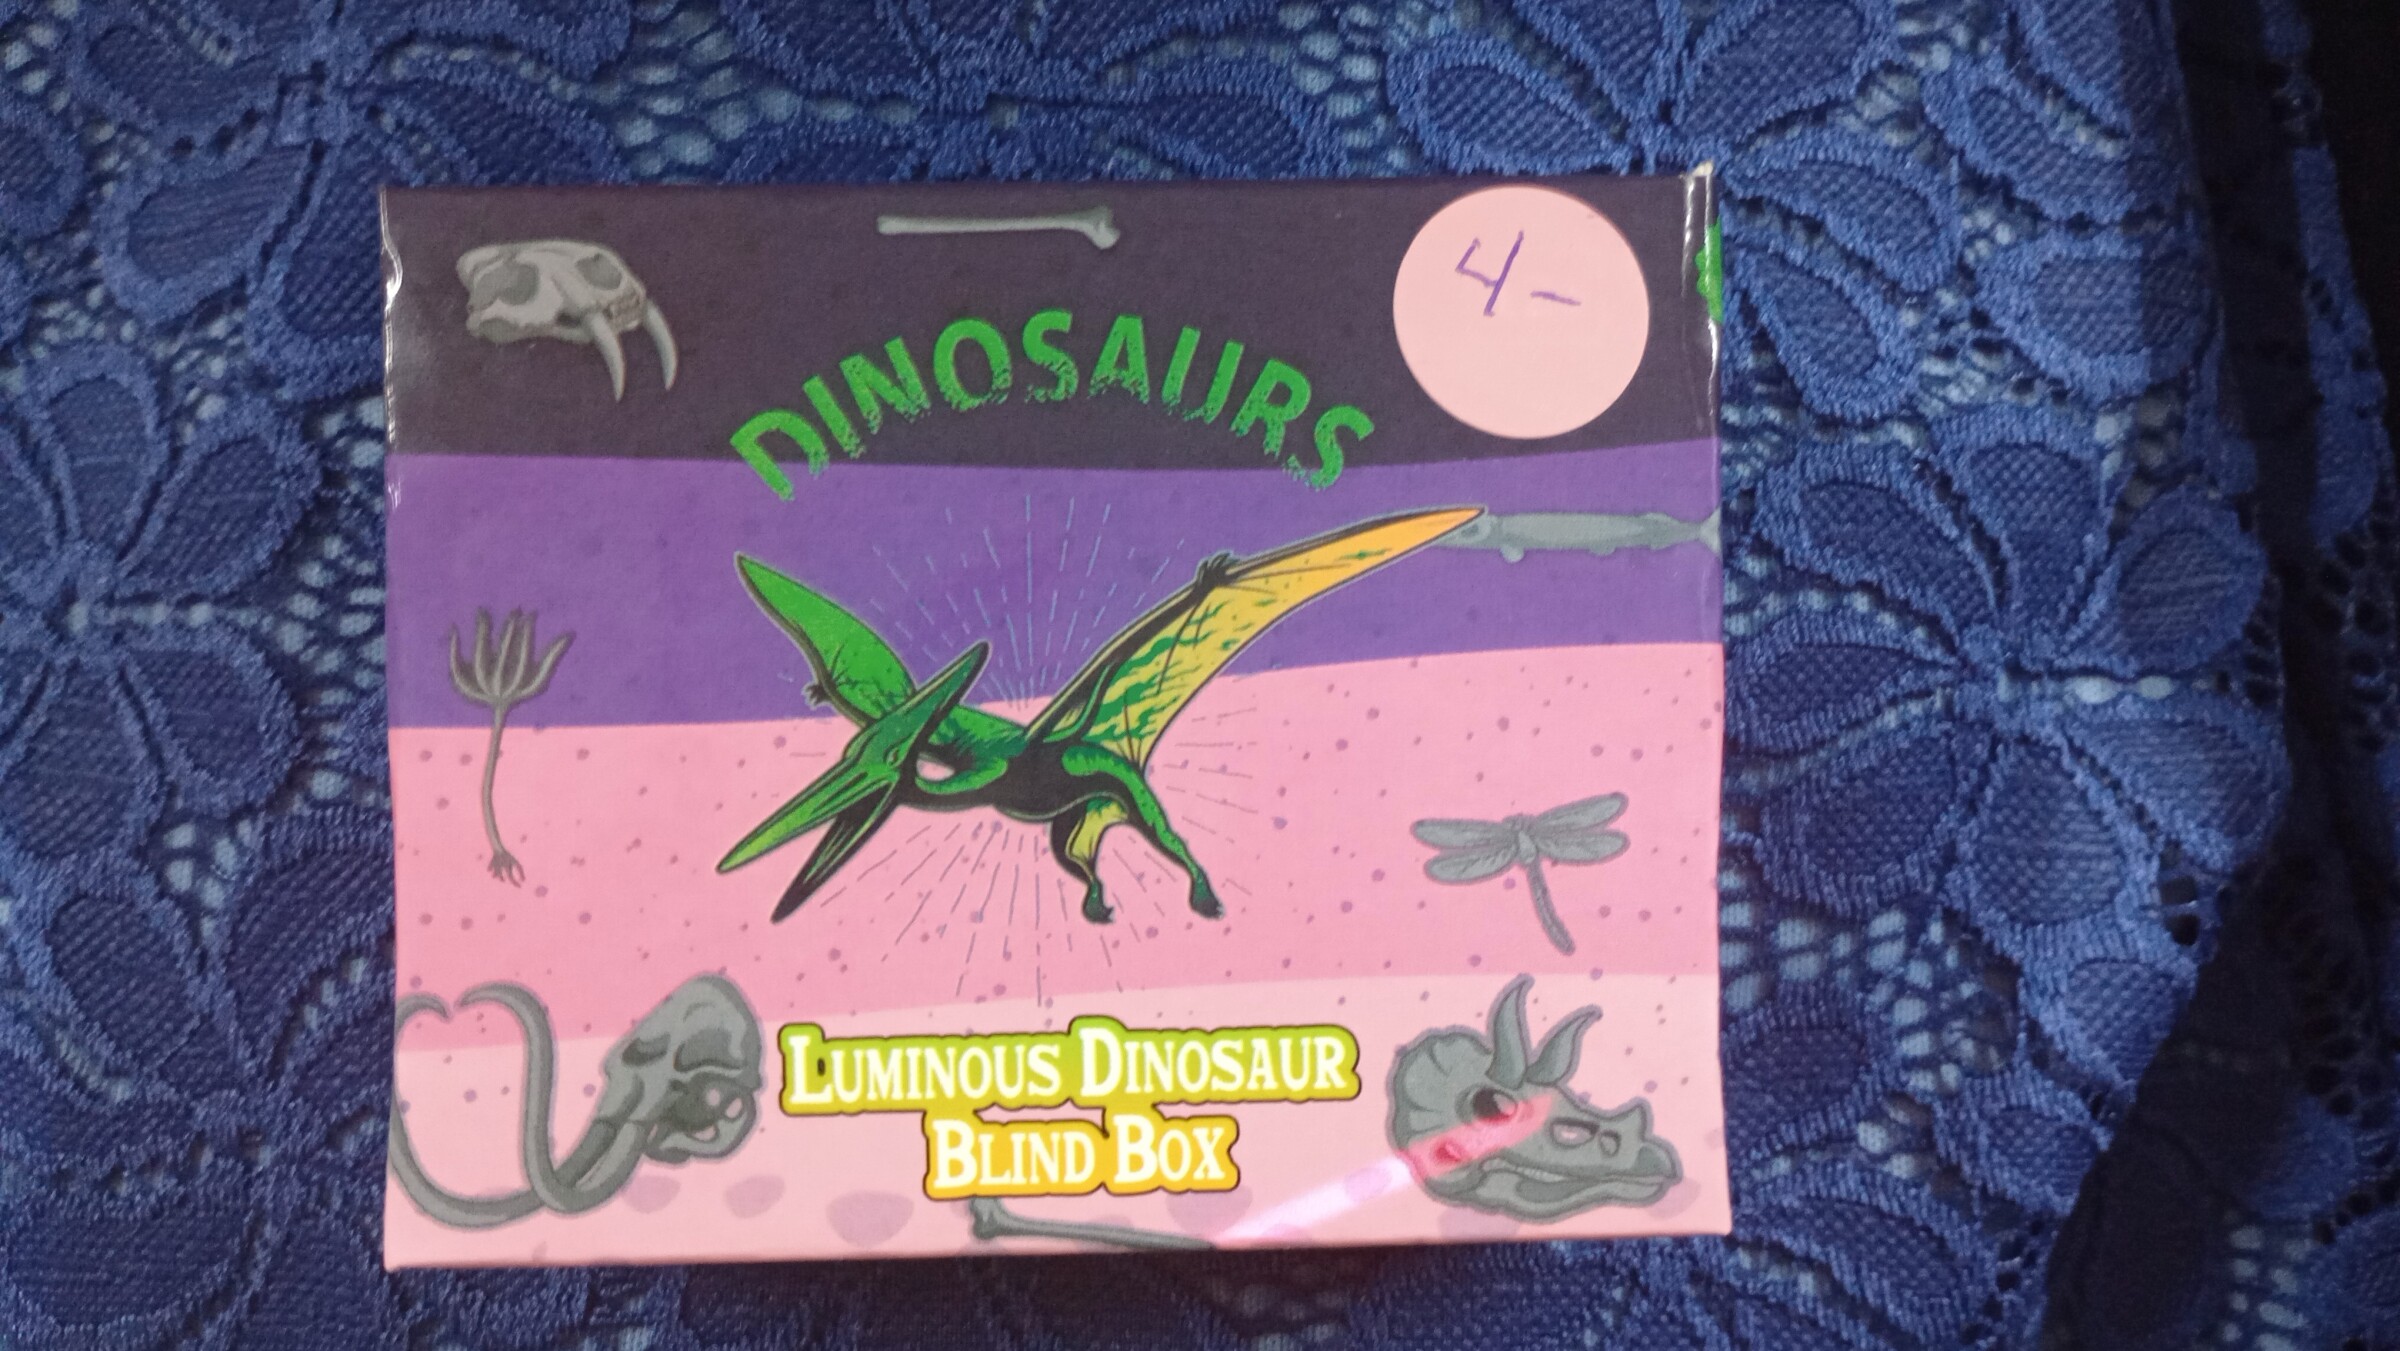 4-
DINOSAURS
LUMINOUS DINOSAUR
BLIND BOX